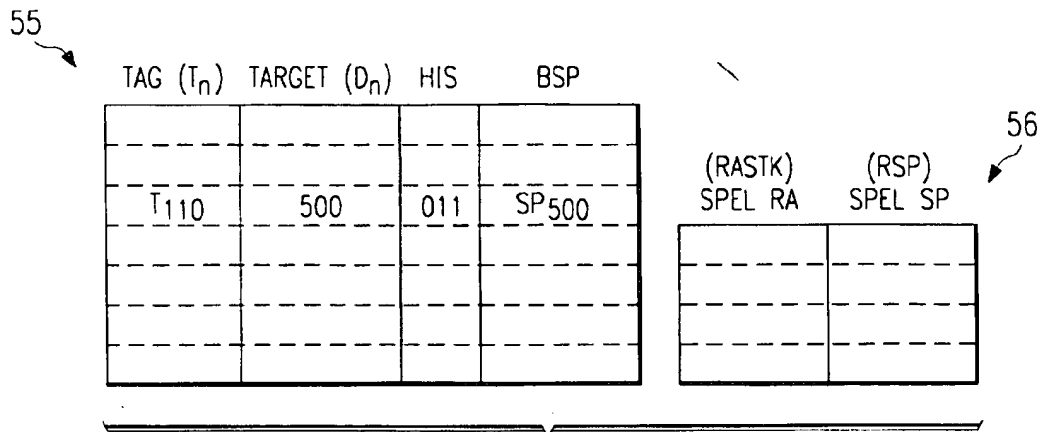 55
TAG (Tn) TARGET (Dn) HIS BSP
56
(RASTK) (RSP)
SPEL RA SPEL SP
T110 500 011 SP500